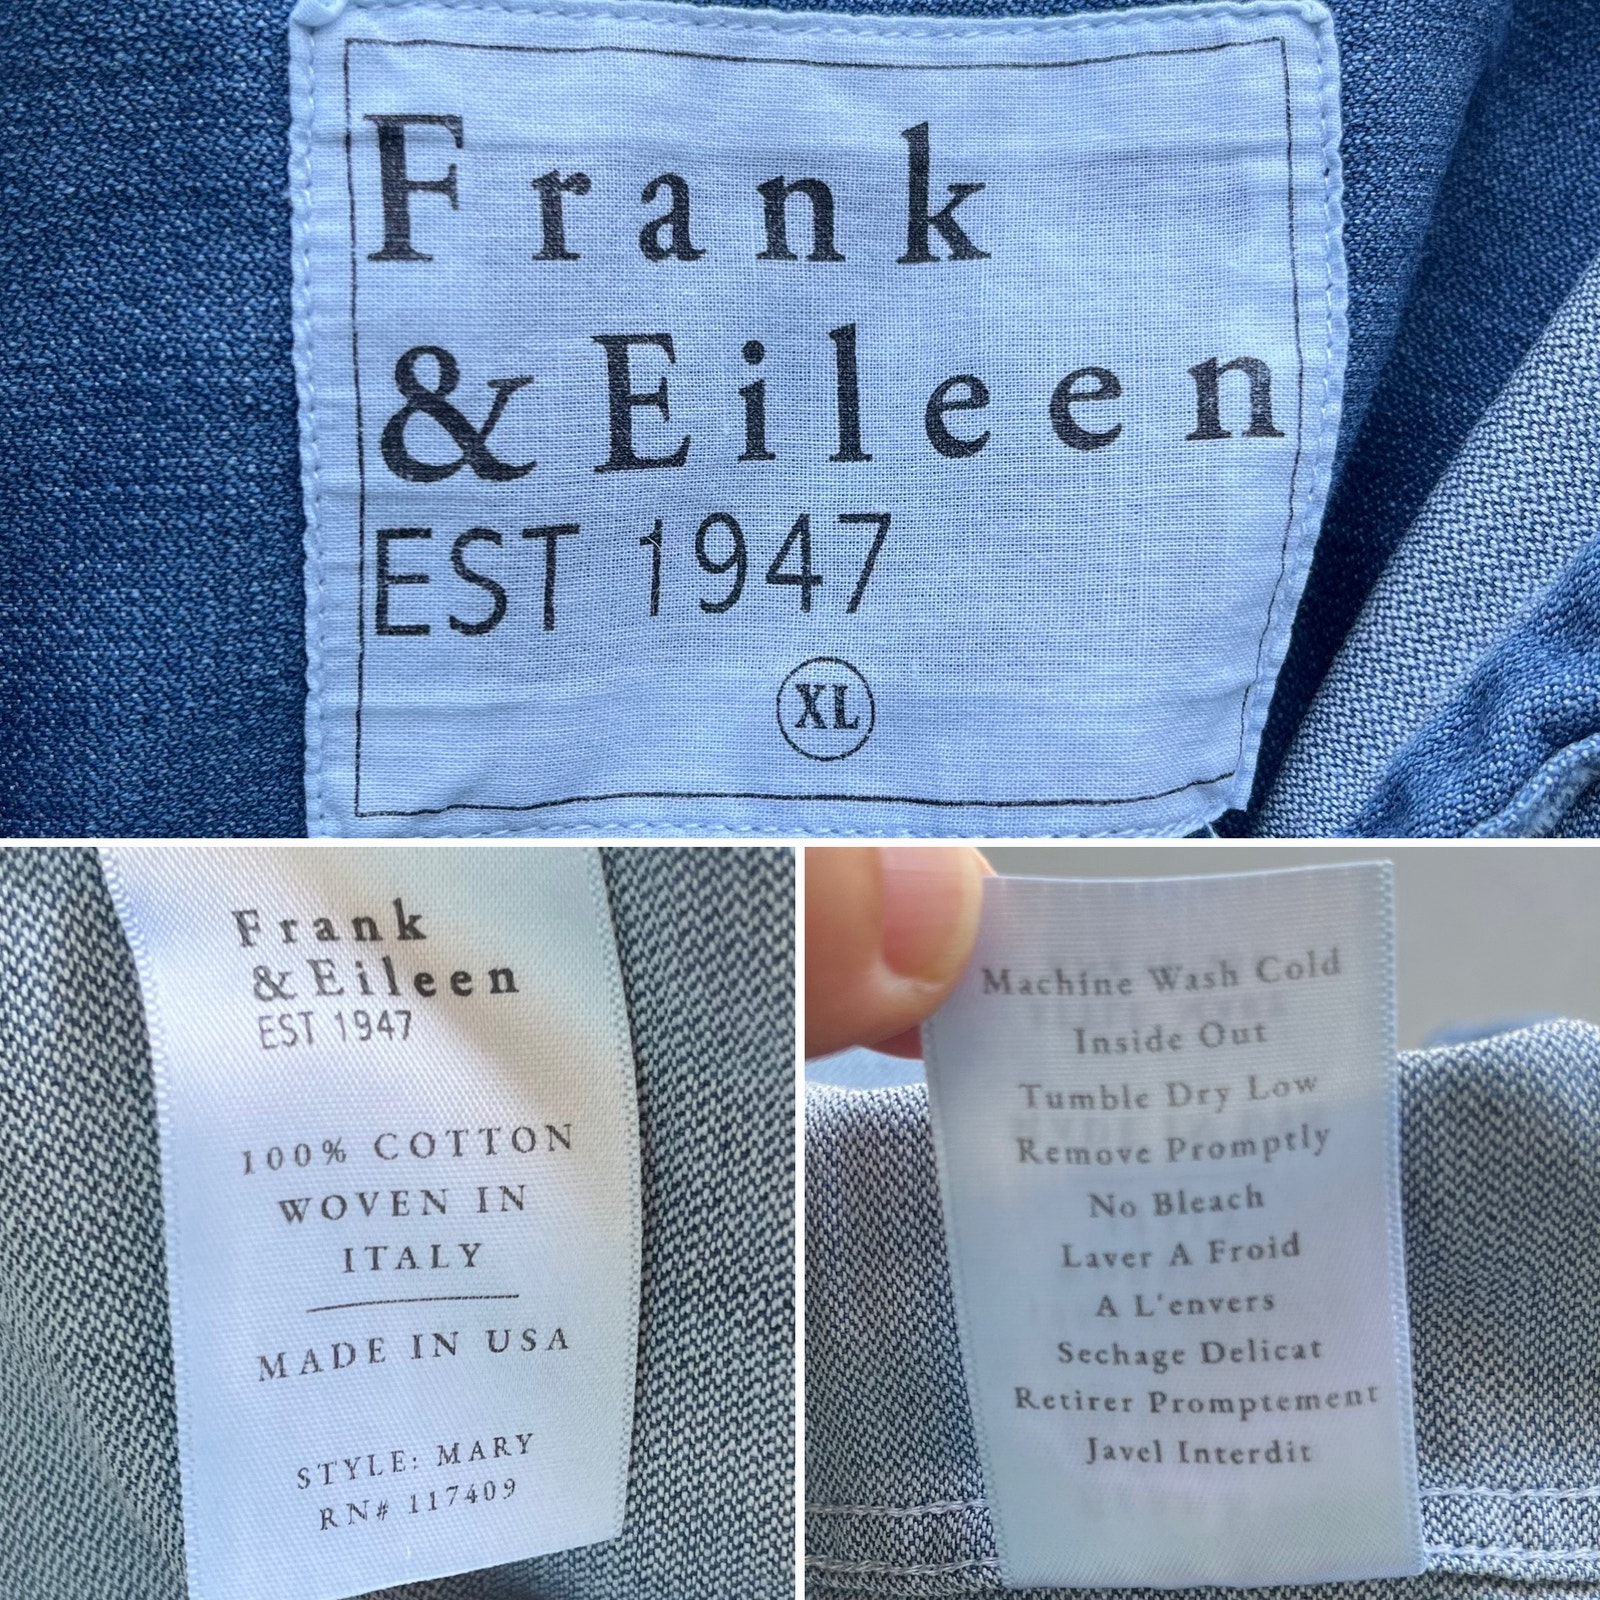 Frank
& Eileen
EST 1947
XL
Frank
& Eileen
EST 1947
100% COTTON
WOVEN IN
ITALY
MADE IN USA
STYLE: MARY
RN# 117409
Machine Wash Cold
Inside Out
Tumble Dry Low
Remove Promptly
No Bleach
Laver A Froid
A L'envers
Sechage Delicat
Retirer Promptement
Javel Interdit